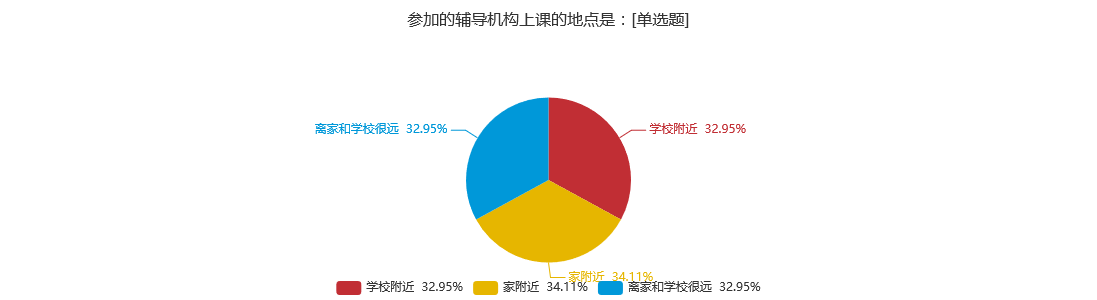 参加的辅导机构上课的地点是：[单选题]
离家和学校很远 32.95%
学校附近 32.95%
家附近 34.11%
学校附近 32.95% 家附近 34.11% 离家和学校很远 32.95%